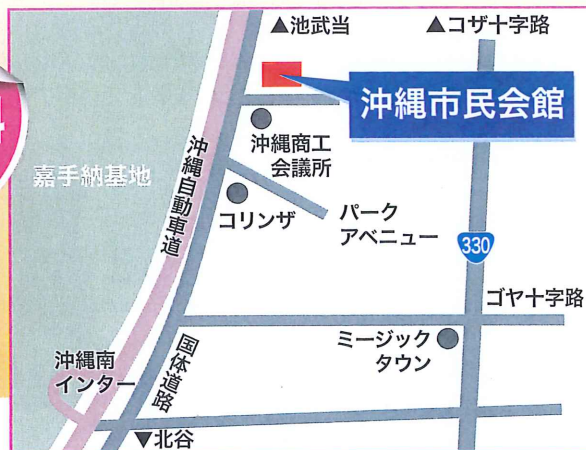 ▲池武当
▲コザ十字路
沖縄市民会館
沖縄商工
会議所
嘉手納基地
沖縄自動車道
コリンザ
パーク
アベニュー
330
ゴヤ十字路
ミージック
タウン
国体道路
沖縄南
インター
▼北谷